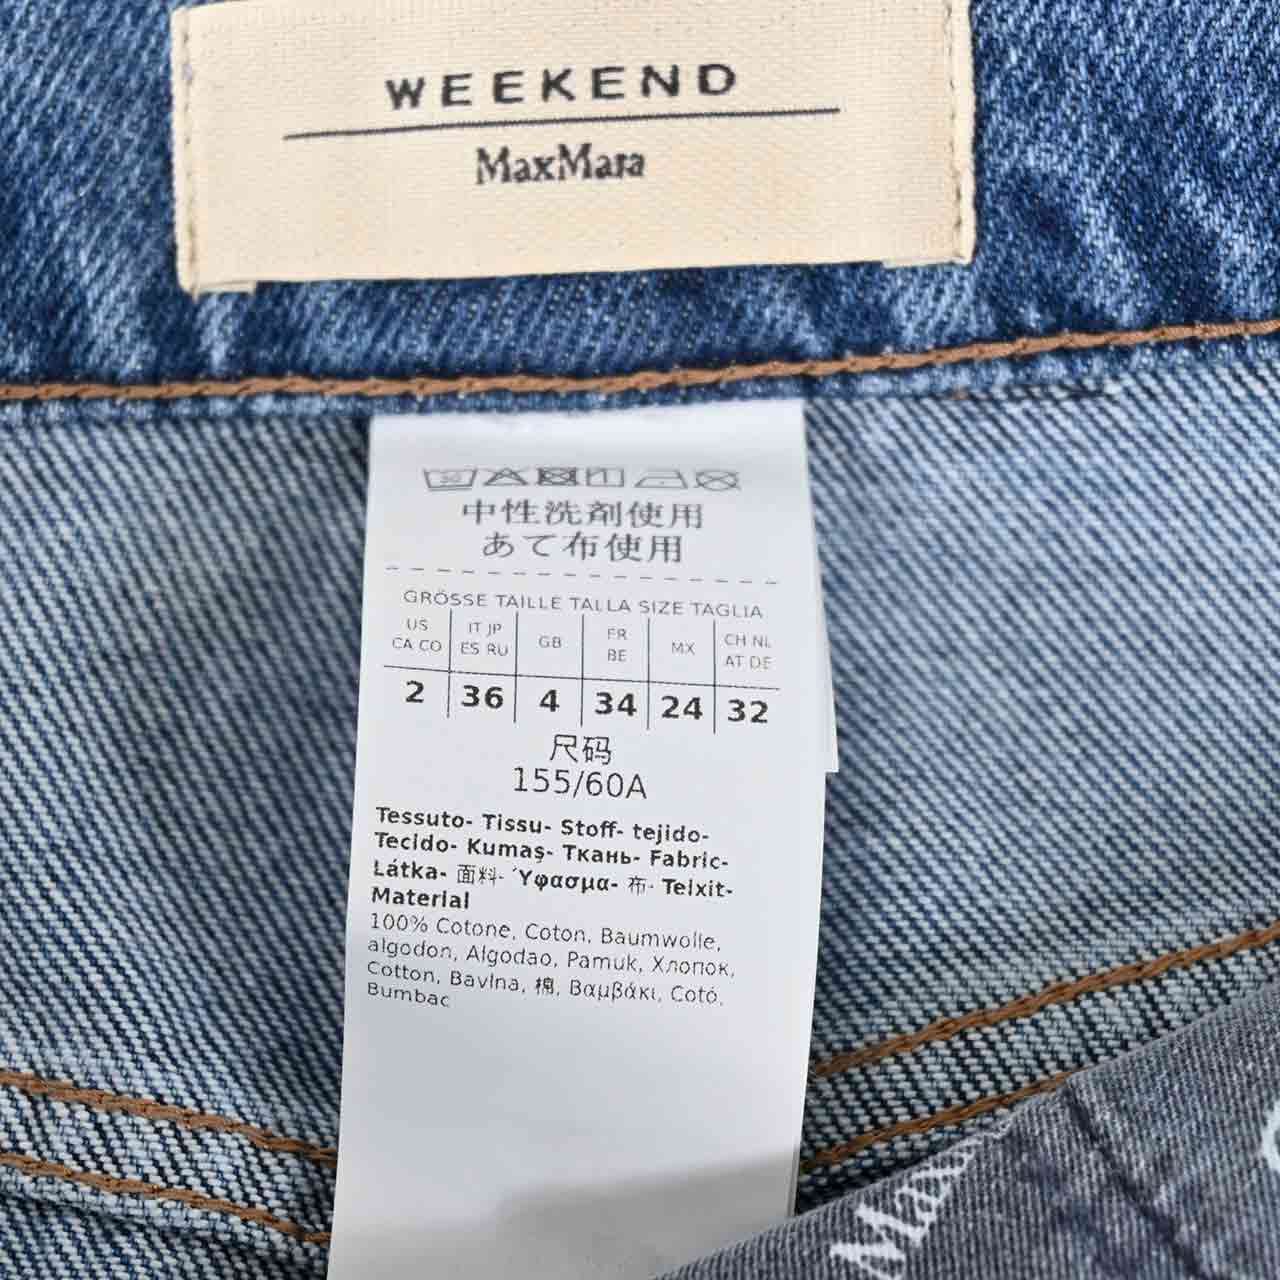 WEEKEND
MaxMara
30
中性洗剤使用
あて布使用
GRÖSSE TAILLE TALLA SIZE TAGLIA
US CA CO IT JP ES RU GB FR BE MX CH NL AT DE
2 36 4 34 24 32
尺码
155/60A
Tessuto- Tissu- Stoff- tejido-
Tecido- Kumaş- Ткань- Fabric-
Látka- 面料- Ύφασμα- 布- Teixit-
Material
100% Cotone, Coton, Baumwolle,
algodon, Algodao, Pamuk, Хлопок,
Cotton, Bavlna, 棉, Βαμβάκι, Cotó,
Bumbac
Max